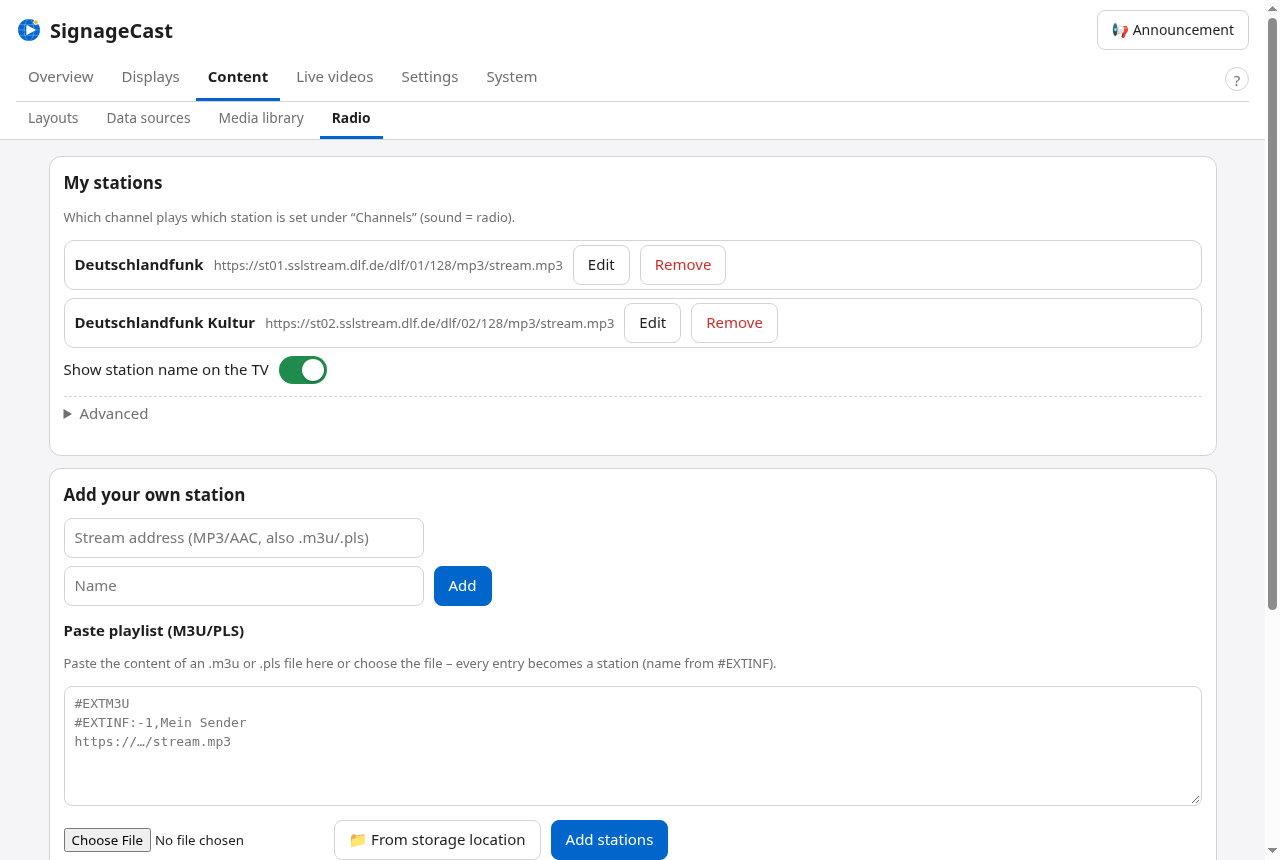 SignageCast
Announcement
Overview
Displays
Content
Live videos
Settings
System
?
Layouts
Data sources
Media library
Radio
My stations
Which channel plays which station is set under “Channels” (sound = radio).
Deutschlandfunk https://st01.sslstream.dlf.de/dlf/01/128/mp3/stream.mp3 Edit Remove
Deutschlandfunk Kultur https://st02.sslstream.dlf.de/dlf/02/128/mp3/stream.mp3 Edit Remove
Show station name on the TV
Advanced
Add your own station
Stream address (MP3/AAC, also .m3u/.pls)
Name
Add
Paste playlist (M3U/PLS)
Paste the content of an .m3u or .pls file here or choose the file – every entry becomes a station (name from #EXTINF).
#EXTM3U
#EXTINF:-1,Mein Sender
https://…/stream.mp3
Choose File No file chosen
From storage location
Add stations